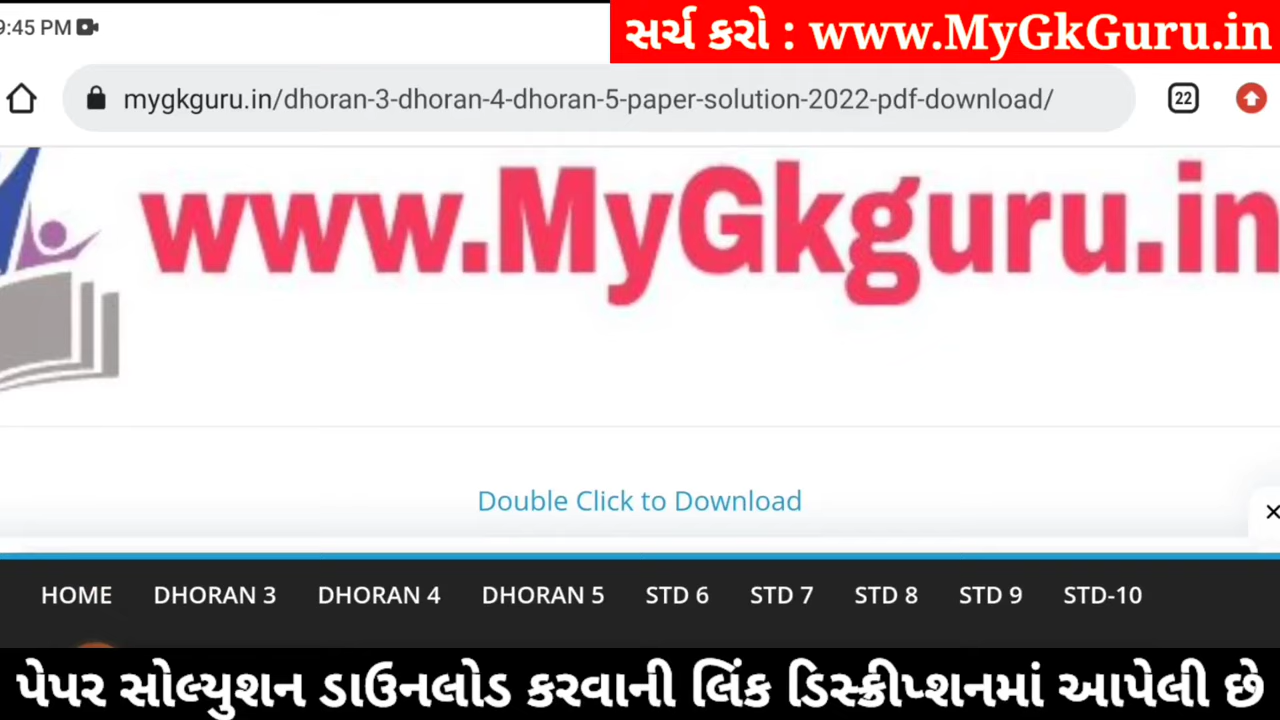 9:45 PM
સર્ચ કરો : www.MyGkGuru.in
mygkguru.in/dhoran-3-dhoran-4-dhoran-5-paper-solution-2022-pdf-download/
22
www.MyGkguru.in
Double Click to Download
HOME DHORAN 3 DHORAN 4 DHORAN 5 STD 6 STD 7 STD 8 STD 9 STD-10
પેપર સોલ્યુશન ડાઉનલોડ કરવાની લિંક ડિસ્ક્રીપ્શનમાં આપેલી છે